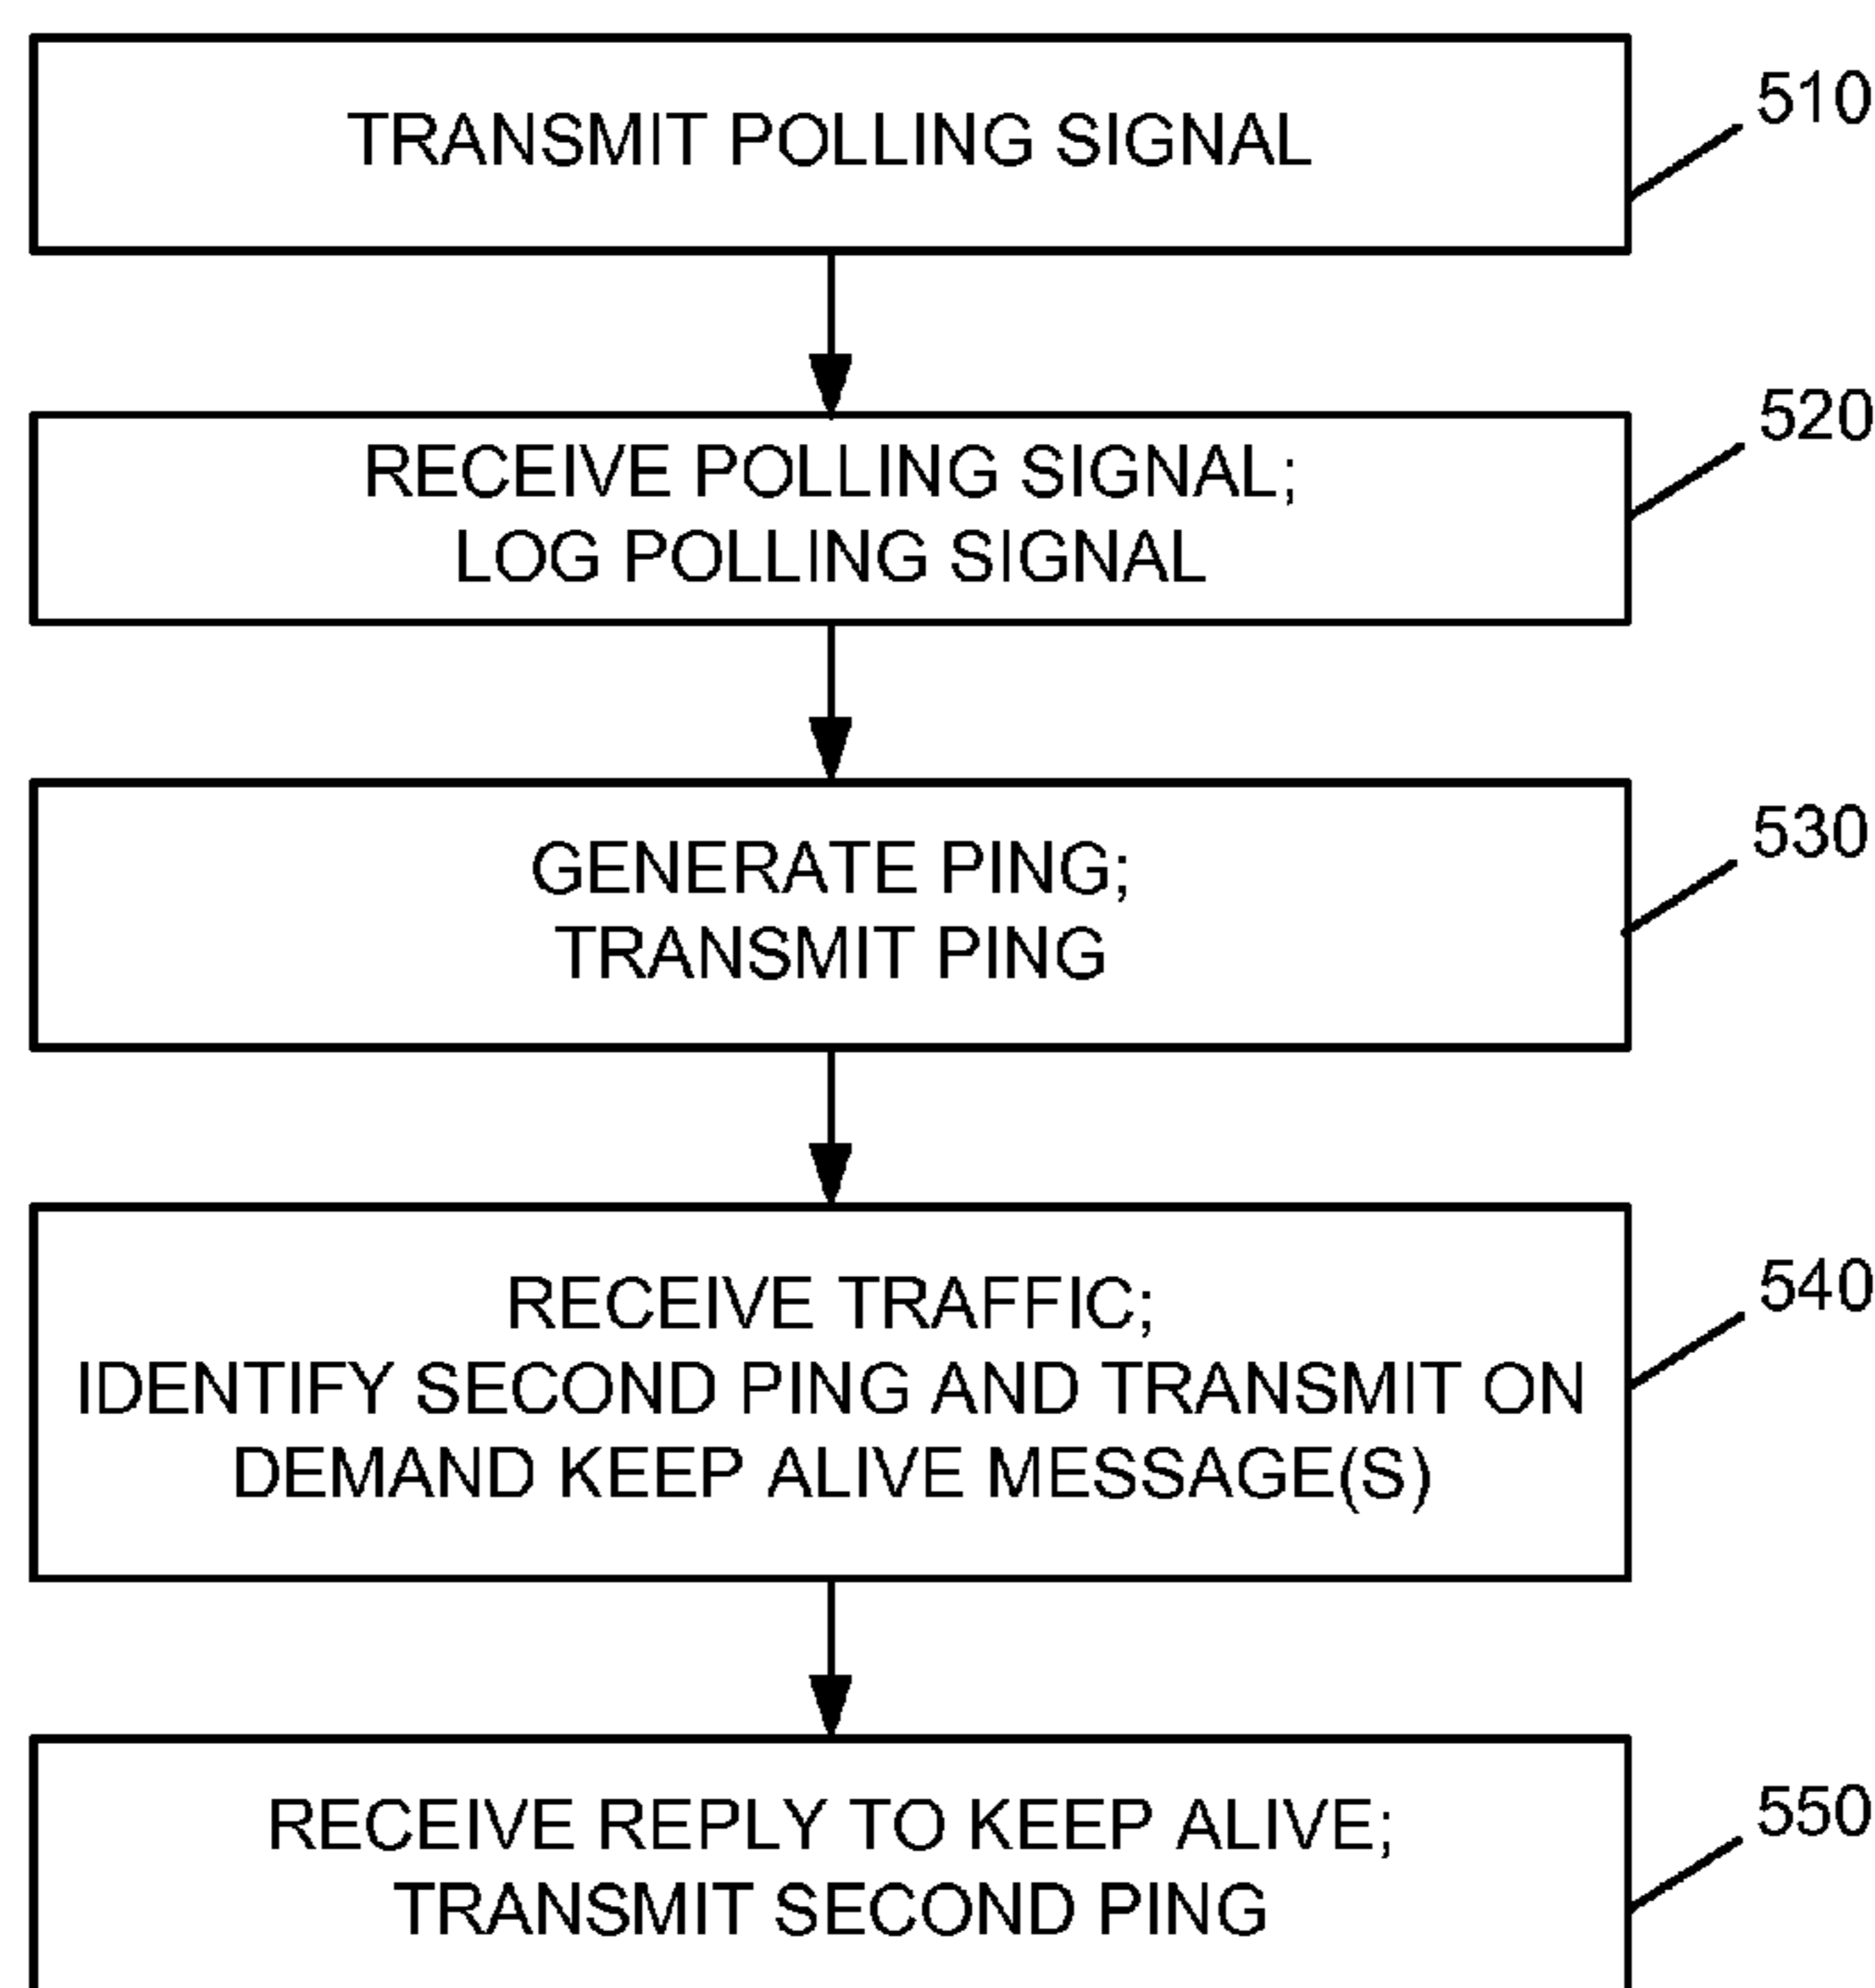 TRANSMIT POLLING SIGNAL
510
RECEIVE POLLING SIGNAL;
LOG POLLING SIGNAL
520
GENERATE PING;
TRANSMIT PING
530
RECEIVE TRAFFIC;
IDENTIFY SECOND PING AND TRANSMIT ON
DEMAND KEEP ALIVE MESSAGE(S)
540
RECEIVE REPLY TO KEEP ALIVE;
TRANSMIT SECOND PING
550